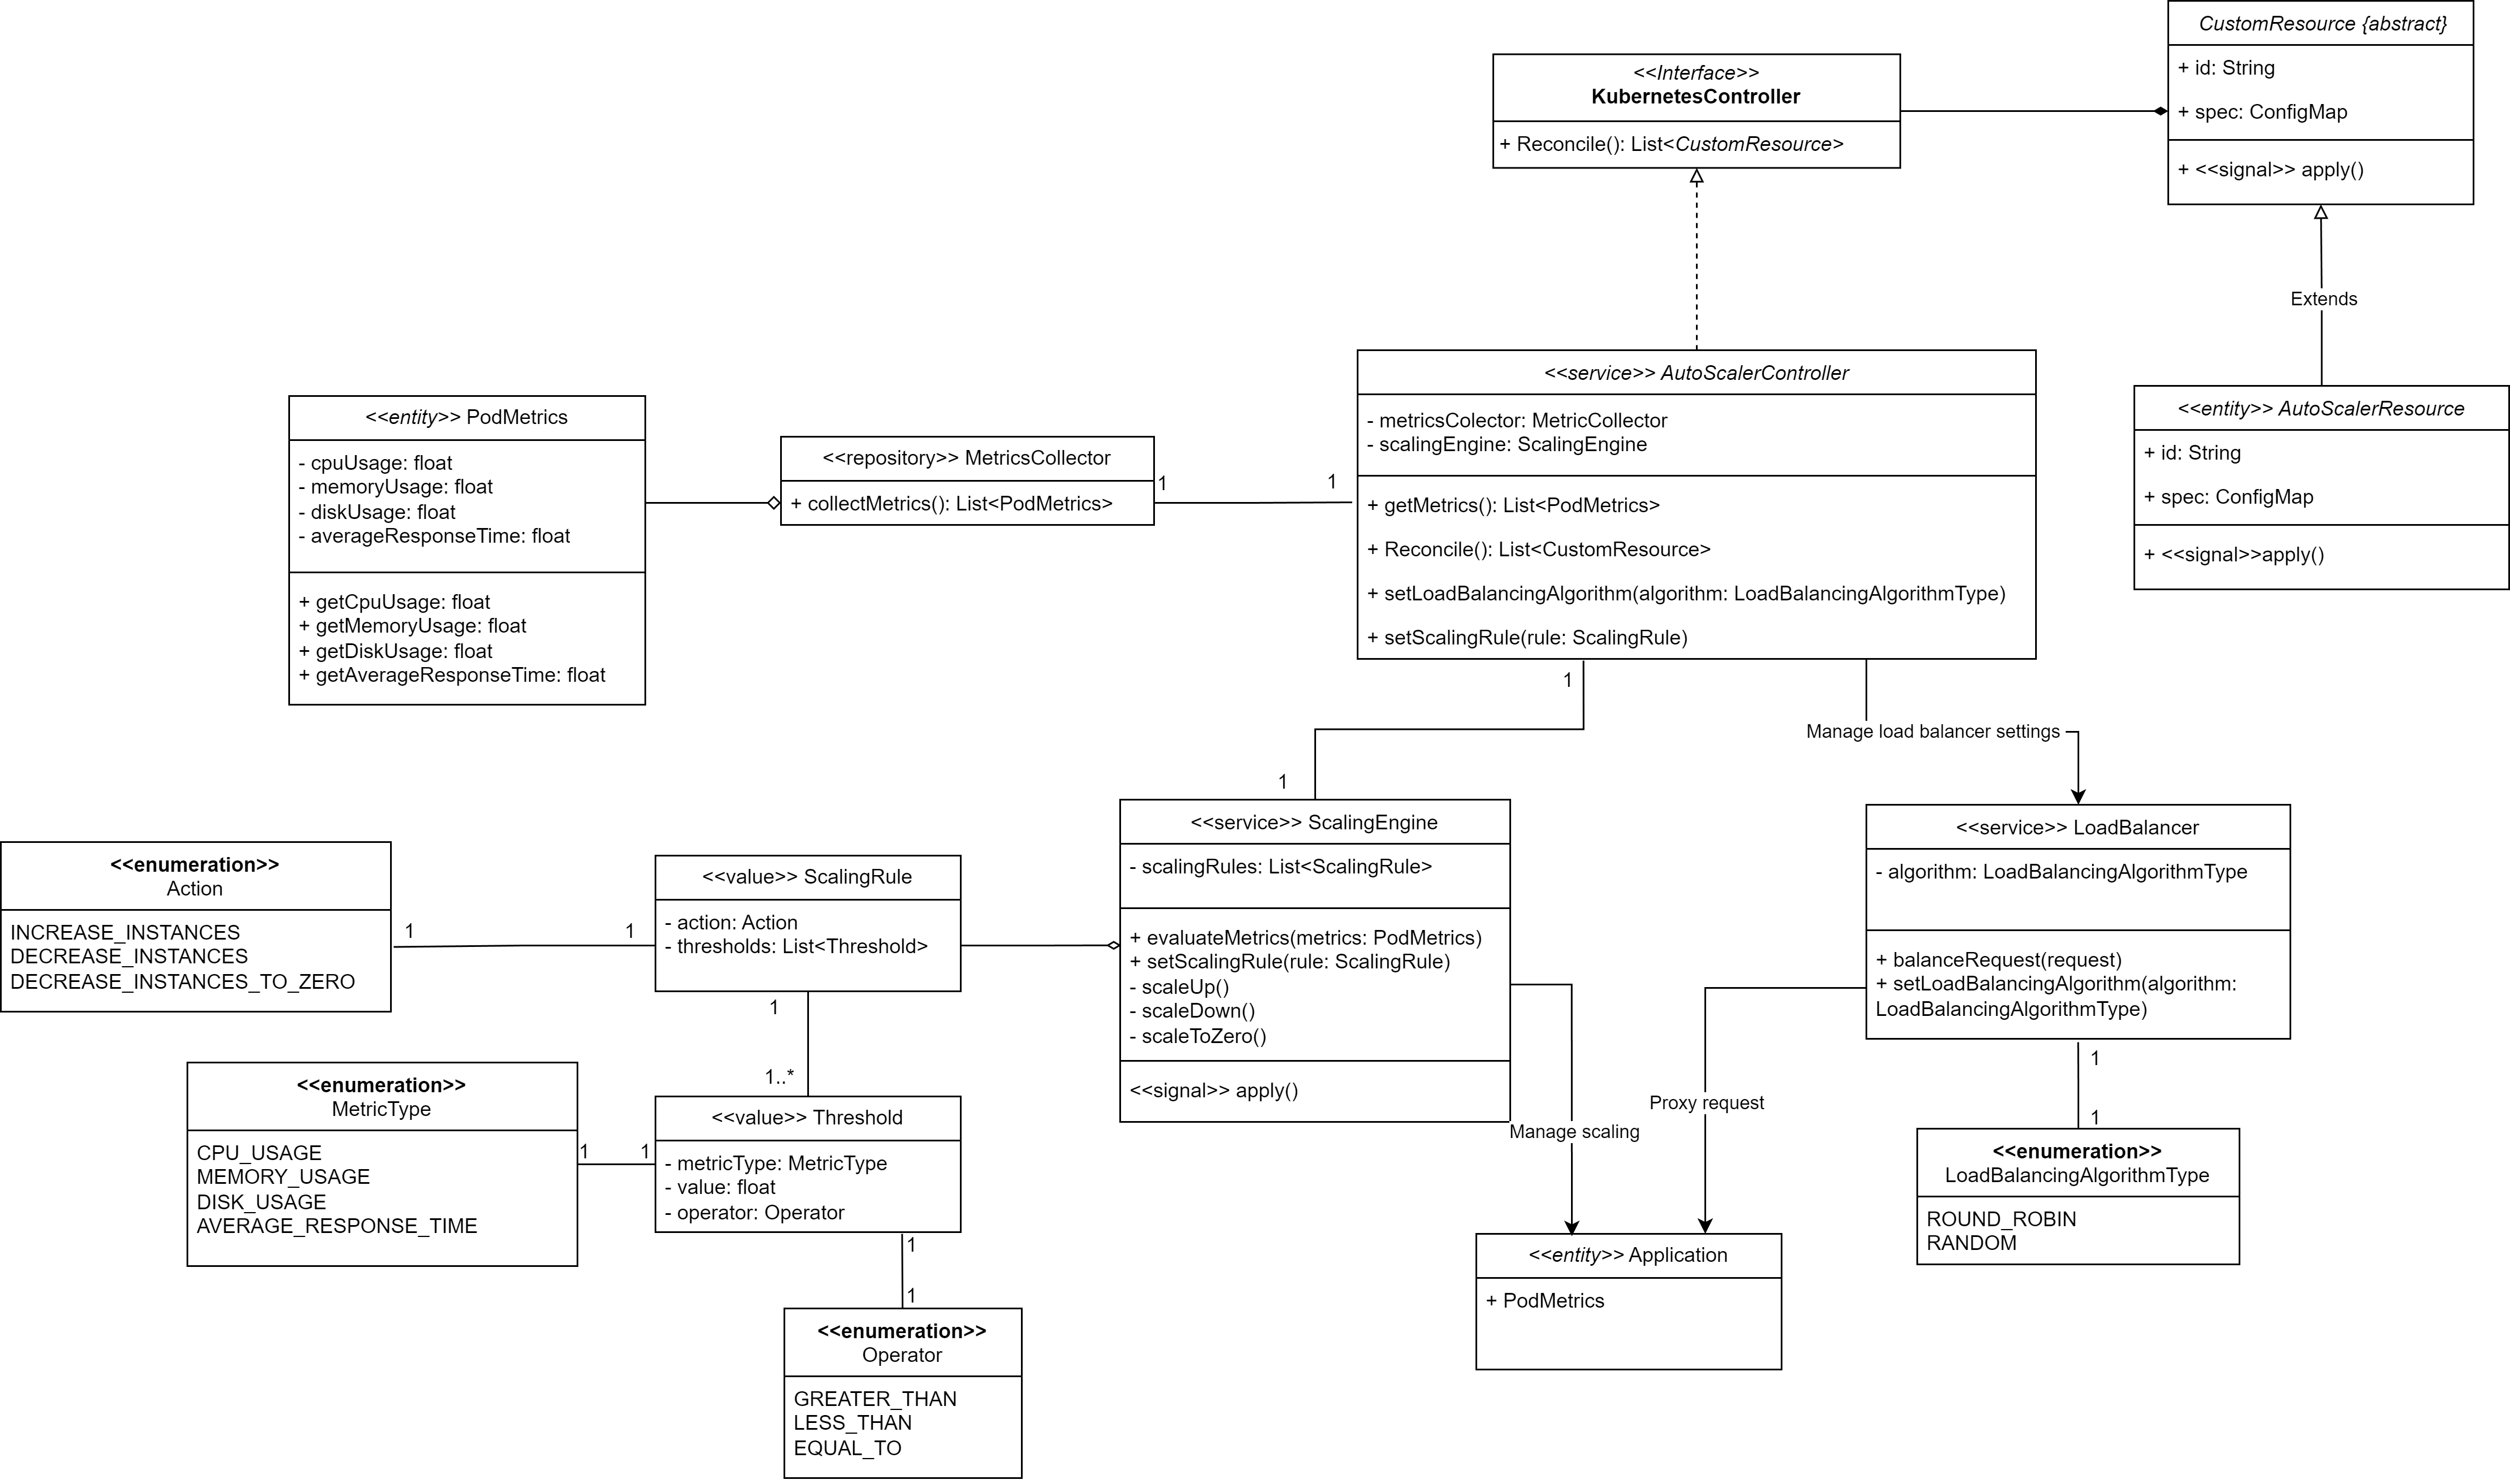 CustomResource {abstract}
+ id: String
+ spec: ConfigMap
+ <<signal>> apply()
<<Interface>>
KubernetesController
+ Reconcile(): List<CustomResource>
Extends
<<service>> AutoScalerController
- metricsColector: MetricCollector
- scalingEngine: ScalingEngine
+ getMetrics(): List<PodMetrics>
+ Reconcile(): List<CustomResource>
+ setLoadBalancingAlgorithm(algorithm: LoadBalancingAlgorithmType)
+ setScalingRule(rule: ScalingRule)
<<entity>> AutoScalerResource
+ id: String
+ spec: ConfigMap
+ <<signal>>apply()
<<entity>> PodMetrics
- cpuUsage: float
- memoryUsage: float
- diskUsage: float
- averageResponseTime: float
+ getCpuUsage: float
+ getMemoryUsage: float
+ getDiskUsage: float
+ getAverageResponseTime: float
<<repository>> MetricsCollector
+ collectMetrics(): List<PodMetrics>
1
1
1
Manage load balancer settings
1
<<service>> ScalingEngine
- scalingRules: List<ScalingRule>
+ evaluateMetrics(metrics: PodMetrics)
+ setScalingRule(rule: ScalingRule)
- scaleUp()
- scaleDown()
- scaleToZero()
<<signal>> apply()
<<service>> LoadBalancer
- algorithm: LoadBalancingAlgorithmType
+ balanceRequest(request)
+ setLoadBalancingAlgorithm(algorithm:
LoadBalancingAlgorithmType)
<<enumeration>>
Action
INCREASE_INSTANCES
DECREASE_INSTANCES
DECREASE_INSTANCES_TO_ZERO
1
1
<<value>> ScalingRule
- action: Action
- thresholds: List<Threshold>
1
1..*
<<enumeration>>
MetricType
CPU_USAGE
MEMORY_USAGE
DISK_USAGE
AVERAGE_RESPONSE_TIME
1
1
<<value>> Threshold
- metricType: MetricType
- value: float
- operator: Operator
1
1
<<enumeration>>
Operator
GREATER_THAN
LESS_THAN
EQUAL_TO
Manage scaling
Proxy request
1
1
<<enumeration>>
LoadBalancingAlgorithmType
ROUND_ROBIN
RANDOM
<<entity>> Application
+ PodMetrics